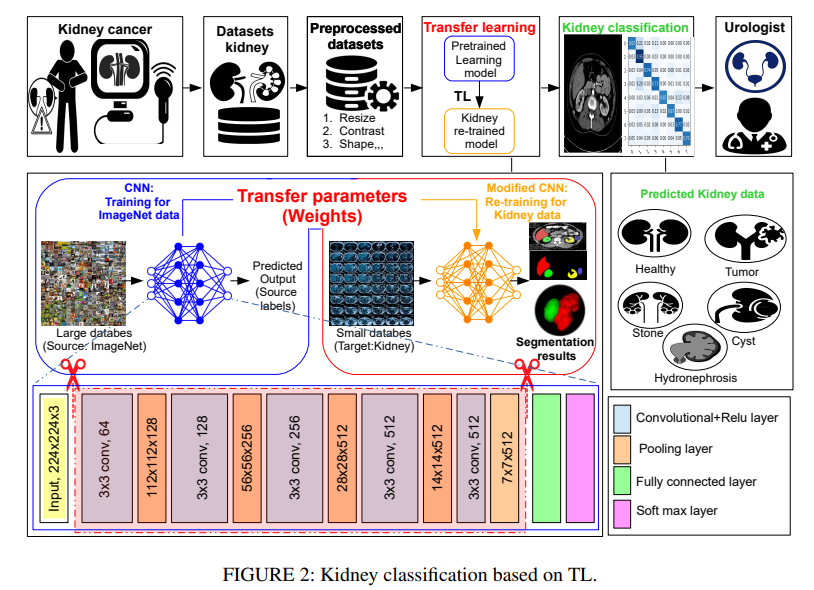 Kidney cancer
Datasets
kidney
Preprocessed
datasets
1. Resize
2. Contrast
3. Shape,,,
Transfer learning
Pretrained
Learning
model
TL
Kidney
re-trained
model
Kidney classification
Urologist
CNN:
Training for
ImageNet data
Transfer parameters
(Weights)
Modified CNN:
Re-training for
Kidney data
Large databes
(Source: ImageNet)
Predicted
Output
(Source
labels)
Small databes
(Target:Kidney)
Segmentation
results
Predicted Kidney data
Healthy
Tumor
Stone
Cyst
Hydronephrosis
Input, 224x224x3
3x3 conv, 64
112x112x128
3x3 conv, 128
56x56x256
3x3 conv, 256
28x28x512
3x3 conv, 512
14x14x512
3x3 conv, 512
7x7x512
Convolutional+Relu layer
Pooling layer
Fully connected layer
Soft max layer
FIGURE 2: Kidney classification based on TL.